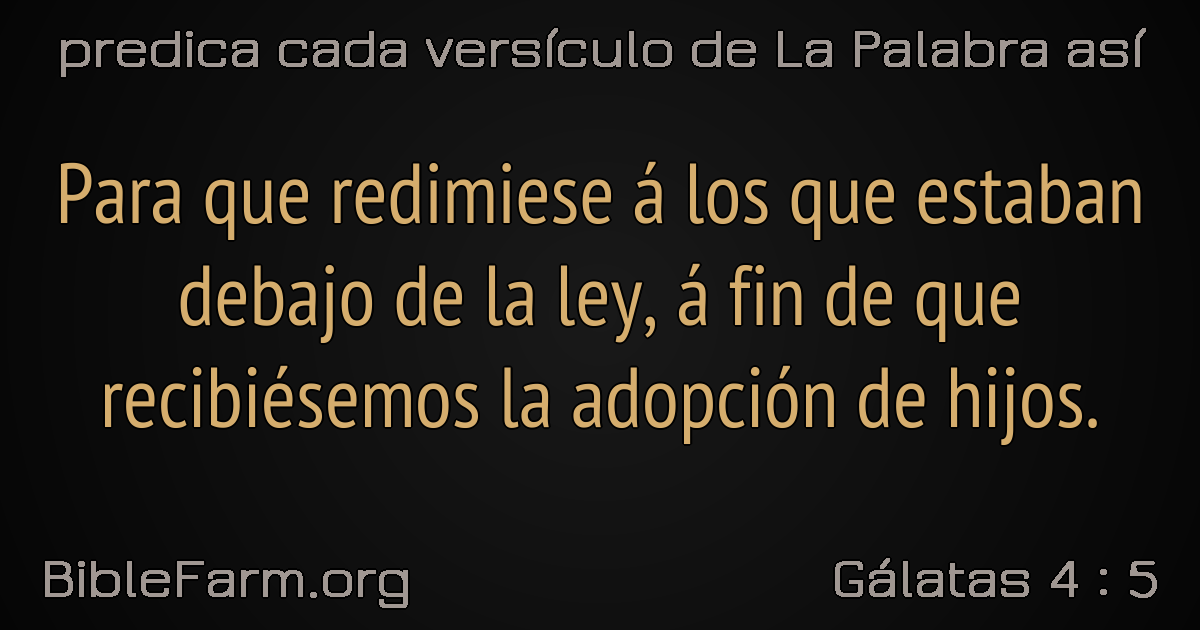 predica cada versículo de La Palabra así
Para que redimiese á los que estaban
debajo de la ley, á fin de que
recibiésemos la adopción de hijos.
BibleFarm.org
Gálatas 4 : 5